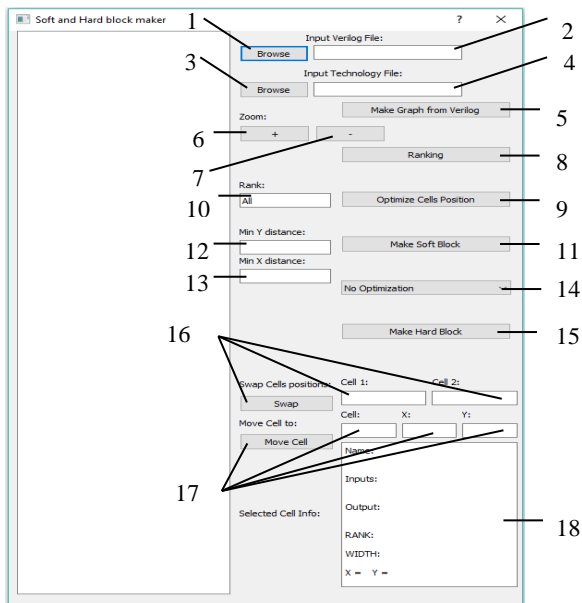 Soft and Hard block maker
?
1
Input Verilog File:
2
Browse
3
Input Technology File:
4
Browse
Make Graph from Verilog
5
Zoom:
6
+
-
7
Ranking
8
Rank:
10
All
Optimize Cells Position
9
Min Y distance:
12
Make Soft Block
11
Min X distance:
13
No Optimization
14
Make Hard Block
15
16
Swap Cells positions:
Cell 1:
Cell 2:
Swap
Move Cell to:
Cell:
X:
Y:
Move Cell
17
Name:
Inputs:
Output:
Selected Cell Info:
18
RANK:
WIDTH:
X = Y =